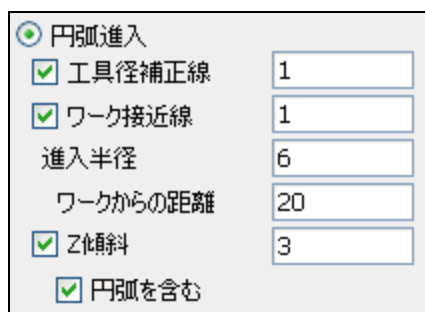 円弧進入
工具径補正線 1
ワーク接近線 1
進入半径 6
ワークからの距離 20
Z傾斜 3
円弧を含む